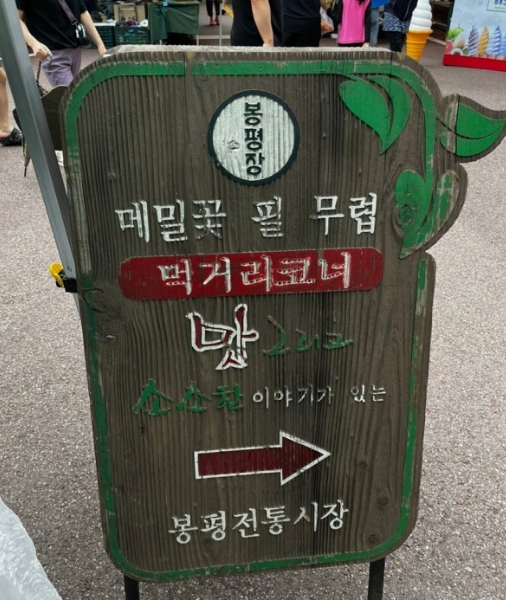 봉평장
메밀꽃 필 무렵
먹거리코너
맛 그리고
소소한 이야기가 있는
봉평전통시장